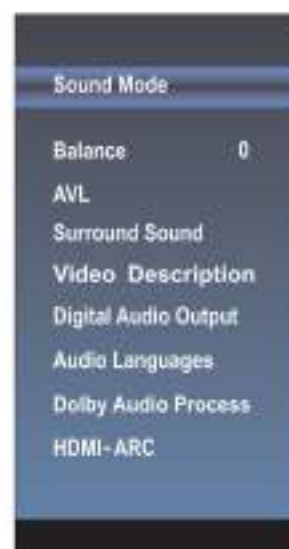 Sound Mode
Balance 0
AVL
Surround Sound
Video Description
Digital Audio Output
Audio Languages
Dolby Audio Process
HDMI-ARC